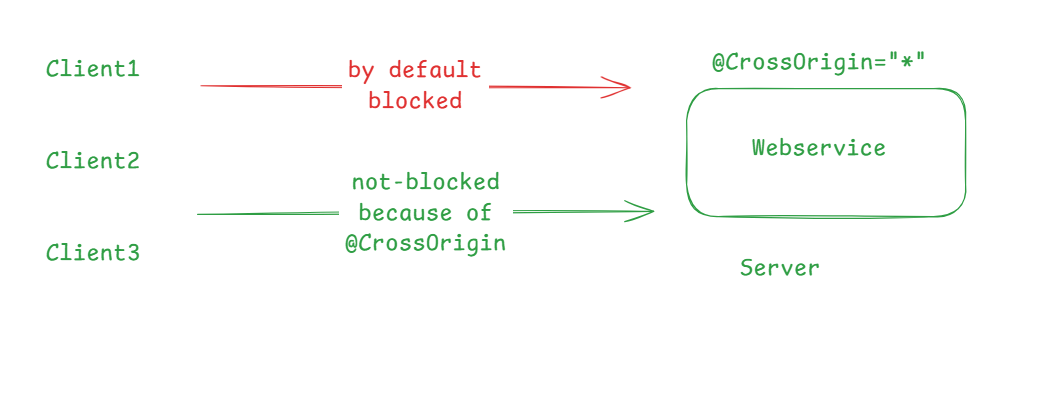 Client1
by default
blocked
@CrossOrigin="*"
Webservice
Client2
not-blocked
because of
@CrossOrigin
Client3
Server